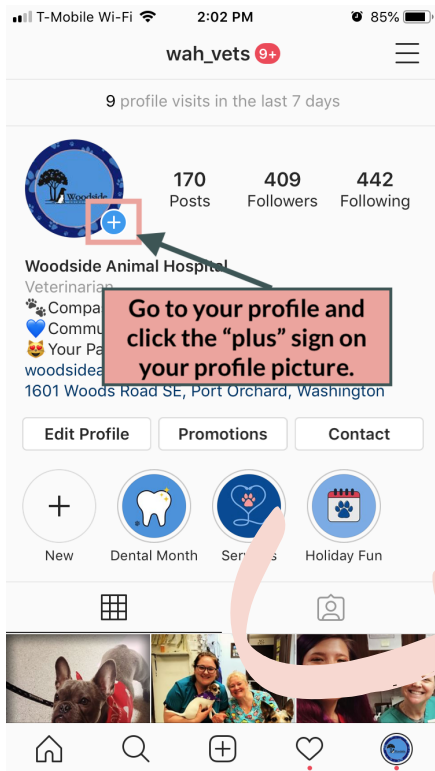 T-Mobile Wi-Fi 2:02 PM 85%
wah_vets 9+
9 profile visits in the last 7 days
Woodside
170 409 442
Posts Followers Following
Woodside Animal Hospital
Veterinarian
Go to your profile and
click the “plus” sign on
your profile picture.
1601 Woods Road SE, Port Orchard, Washington
Edit Profile Promotions Contact
New Dental Month Holiday Fun